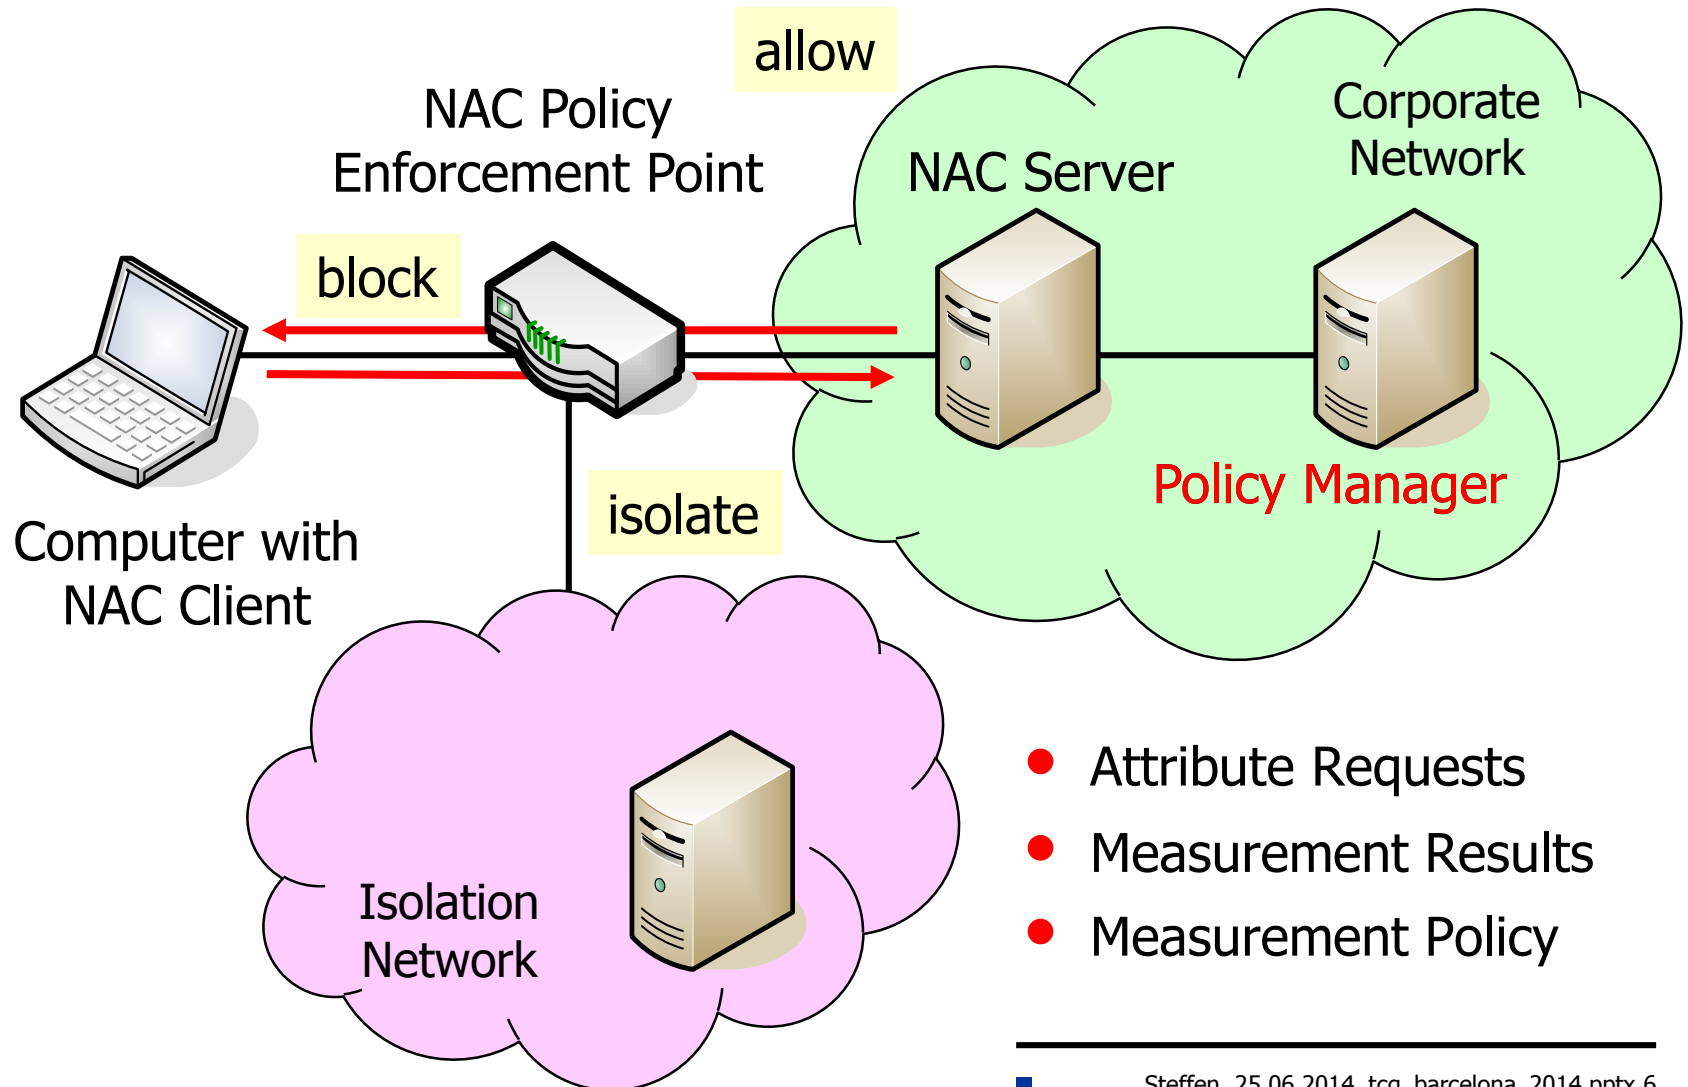 allow
NAC Policy
Enforcement Point
Corporate
Network
NAC Server
block
Policy Manager
isolate
Computer with
NAC Client
Isolation
Network
• Attribute Requests
• Measurement Results
• Measurement Policy
Steffen, 25.06.2014, tcg_barcelona_2014.pptx 6